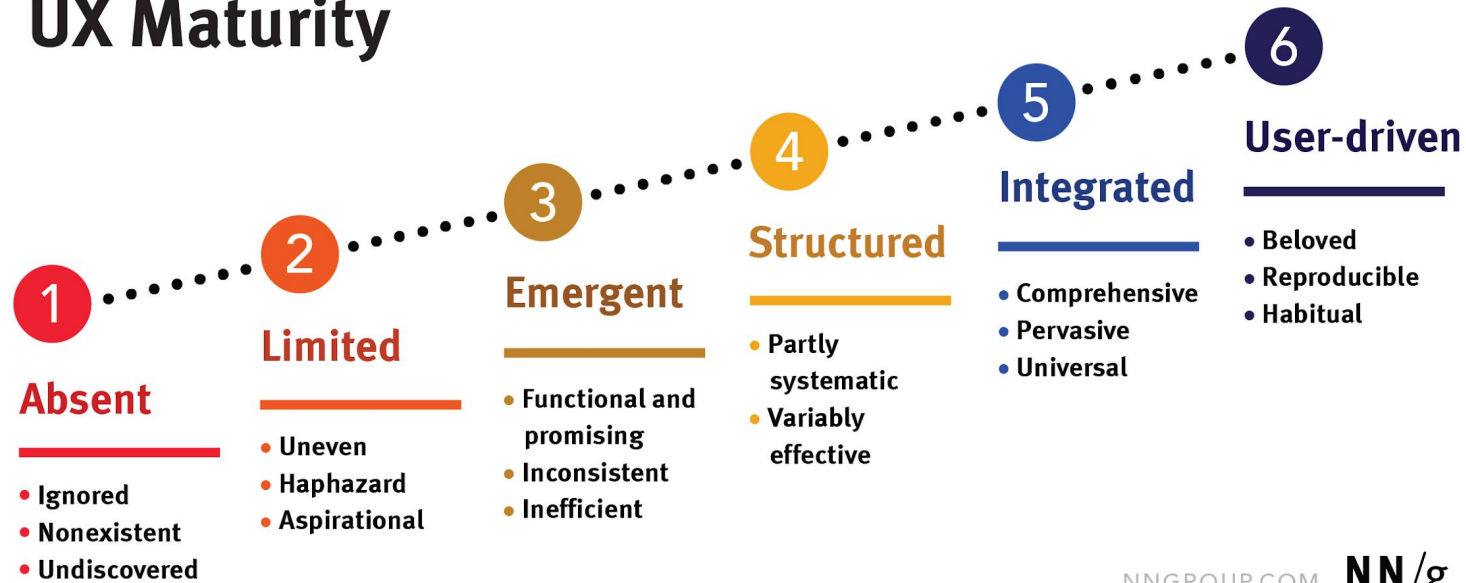 UX Maturity
1
Absent
• Ignored
• Nonexistent
• Undiscovered
2
Limited
• Uneven
• Haphazard
• Aspirational
3
Emergent
• Functional and
promising
• Inconsistent
• Inefficient
4
Structured
• Partly
systematic
• Variably
effective
5
Integrated
• Comprehensive
• Pervasive
• Universal
6
User-driven
• Beloved
• Reproducible
• Habitual
NNGROUP.COM NN/g